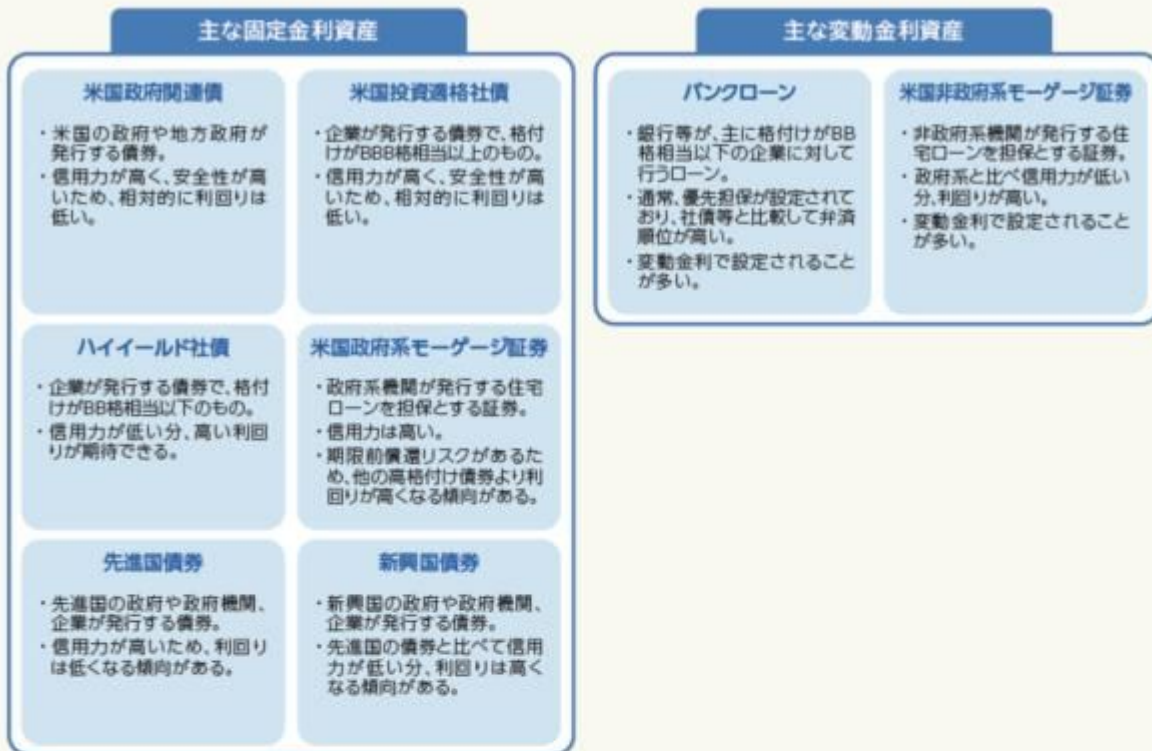 主な固定金利資産
米国政府関連債
・米国の政府や地方政府が
発行する債券。
・信用力が高く、安全性が高
いため、相対的に利回りは
低い。
米国投資適格社債
・企業が発行する債券で、格付
けがBBB格相当以上のもの。
・信用力が高く、安全性が高
いため、相対的に利回りは
低い。
ハイイールド社債
・企業が発行する債券で、格付
けがBB格相当以下のもの。
・信用力が低い分、高い利回
りが期待できる。
米国政府系モーゲージ証券
・政府系機関が発行する住宅
ローンを担保とする証券。
・信用力は高い。
・期限前償還リスクがあるた
め、他の高格付け債券より利
回りが高くなる傾向がある。
先進国債券
・先進国の政府や政府機関、
企業が発行する債券。
・信用力が高いため、利回り
は低くなる傾向がある。
新興国債券
・新興国の政府や政府機関、
企業が発行する債券。
・先進国の債券と比べて信用
力が低い分、利回りは高く
なる傾向がある。
主な変動金利資産
バンクローン
・銀行等が、主に格付けがBB
格相当以下の企業に対して
行うローン。
・通常、優先担保が設定されて
おり、社債等と比較して弁済
順位が高い。
・変動金利で設定されること
が多い。
米国非政府系モーゲージ証券
・非政府系機関が発行する住
宅ローンを担保とする証券。
・政府系と比べ信用力が低い
分、利回りが高い。
・変動金利で設定されること
が多い。